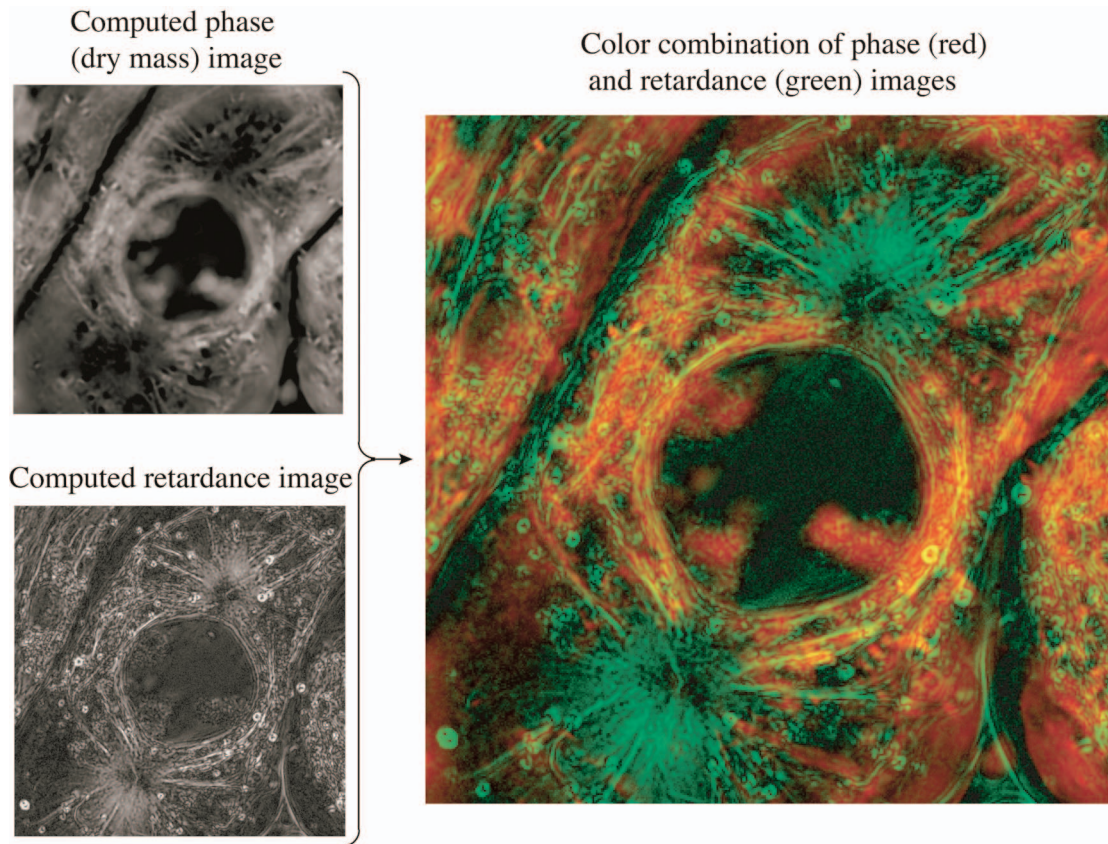 Computed phase
(dry mass) image
Computed retardance image
Color combination of phase (red)
and retardance (green) images